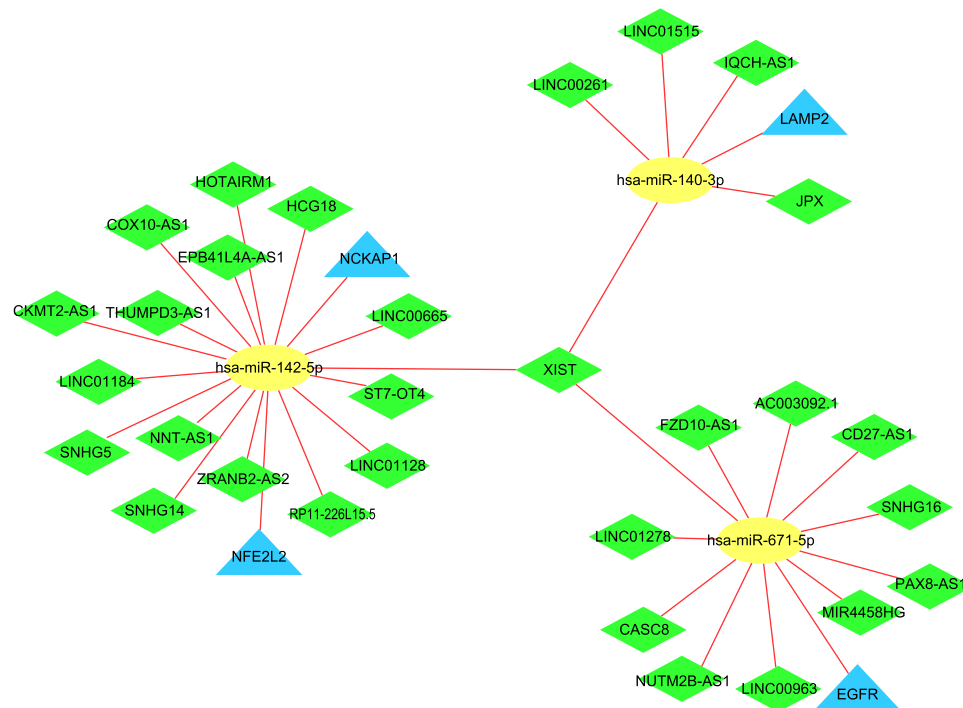 LINC01515
IQCH-AS1
LINC00261
LAMP2
hsa-miR-140-3p
JPX
HOTAIRM1
HCG18
COX10-AS1
EPB41L4A-AS1
NCKAP1
CKMT2-AS1
THUMPD3-AS1
LINC00665
hsa-miR-142-5p
XIST
LINC01184
ST7-OT4
SNHG5
NNT-AS1
LINC01128
ZRANB2-AS2
SNHG14
RP11-226L15.5
NFE2L2
AC003092.1
FZD10-AS1
CD27-AS1
SNHG16
LINC01278
hsa-miR-671-5p
PAX8-AS1
MIR4458HG
CASC8
NUTM2B-AS1
LINC00963
EGFR